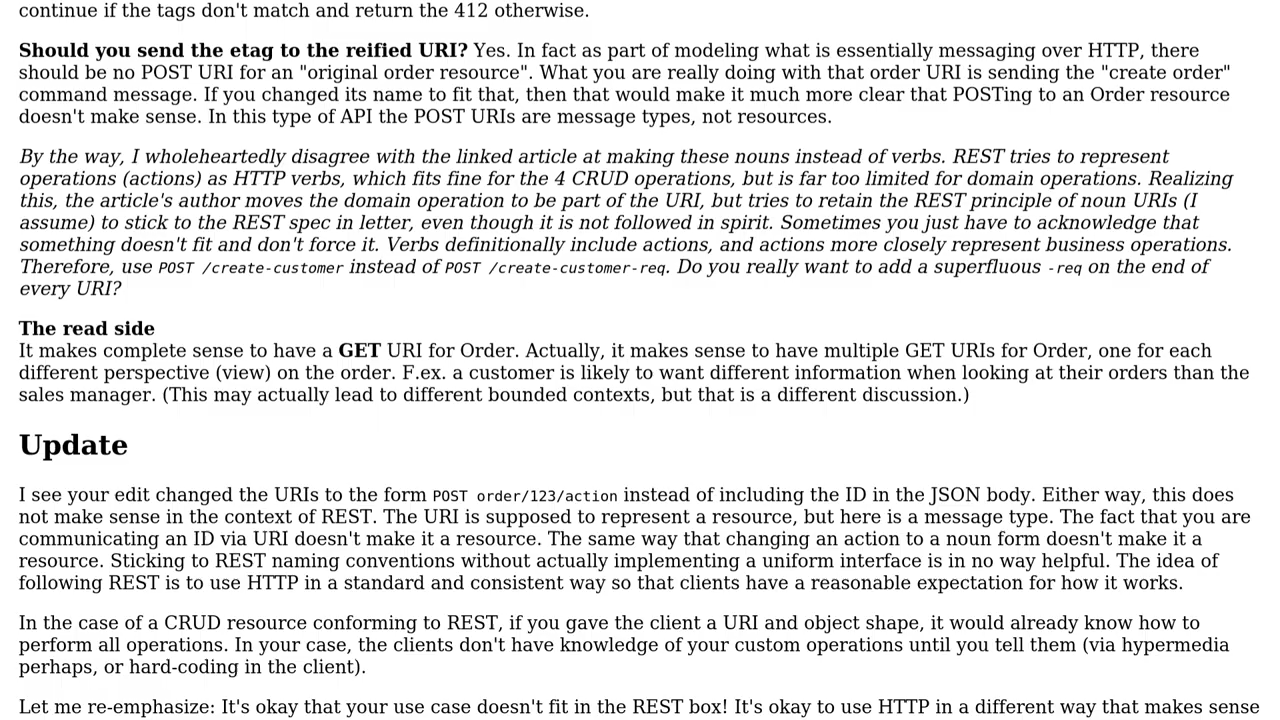 continue if the tags don't match and return the 412 otherwise.
Should you send the etag to the reified URI? Yes. In fact as part of modeling what is essentially messaging over HTTP, there
should be no POST URI for an "original order resource". What you are really doing with that order URI is sending the "create order"
command message. If you changed its name to fit that, then that would make it much more clear that POSTing to an Order resource
doesn't make sense. In this type of API the POST URIs are message types, not resources.
By the way, I wholeheartedly disagree with the linked article at making these nouns instead of verbs. REST tries to represent
operations (actions) as HTTP verbs, which fits fine for the 4 CRUD operations, but is far too limited for domain operations. Realizing
this, the article's author moves the domain operation to be part of the URI, but tries to retain the REST principle of noun URIs (I
assume) to stick to the REST spec in letter, even though it is not followed in spirit. Sometimes you just have to acknowledge that
something doesn't fit and don't force it. Verbs definitionally include actions, and actions more closely represent business operations.
Therefore, use POST /create-customer instead of POST /create-customer-req. Do you really want to add a superfluous -req on the end of
every URI?
The read side
It makes complete sense to have a GET URI for Order. Actually, it makes sense to have multiple GET URIs for Order, one for each
different perspective (view) on the order. F.ex. a customer is likely to want different information when looking at their orders than the
sales manager. (This may actually lead to different bounded contexts, but that is a different discussion.)
Update
I see your edit changed the URIs to the form POST order/123/action instead of including the ID in the JSON body. Either way, this does
not make sense in the context of REST. The URI is supposed to represent a resource, but here is a message type. The fact that you are
communicating an ID via URI doesn't make it a resource. The same way that changing an action to a noun form doesn't make it a
resource. Sticking to REST naming conventions without actually implementing a uniform interface is in no way helpful. The idea of
following REST is to use HTTP in a standard and consistent way so that clients have a reasonable expectation for how it works.
In the case of a CRUD resource conforming to REST, if you gave the client a URI and object shape, it would already know how to
perform all operations. In your case, the clients don't have knowledge of your custom operations until you tell them (via hypermedia
perhaps, or hard-coding in the client).
Let me re-emphasize: It's okay that your use case doesn't fit in the REST box! It's okay to use HTTP in a different way that makes sense